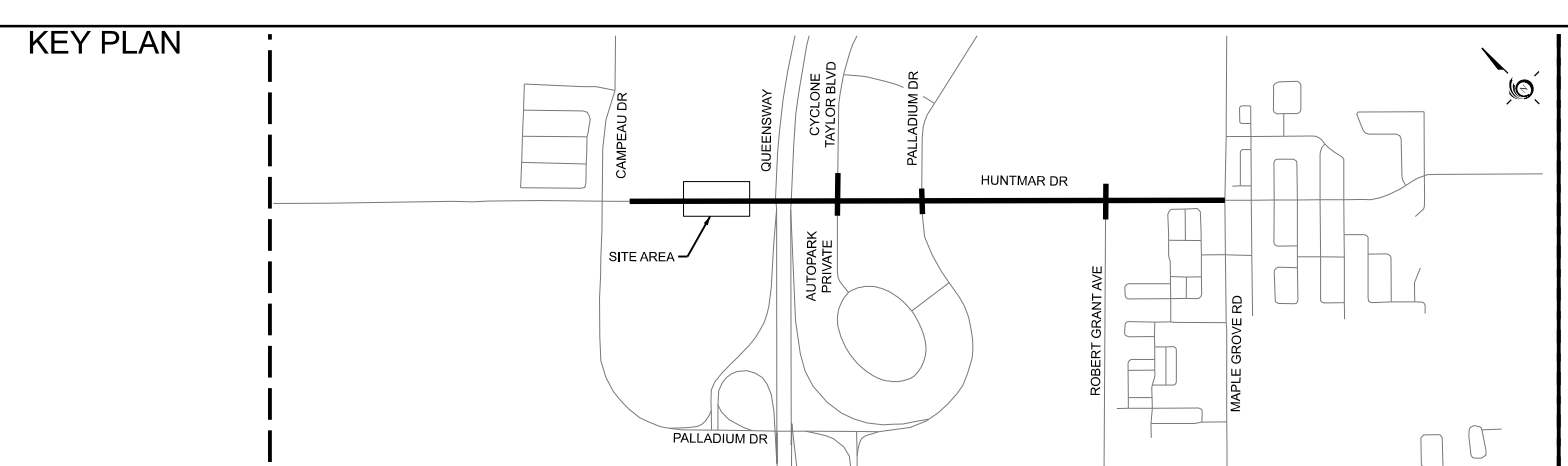 KEY PLAN
CAMPEAU DR
QUEENSWAY
CYCLONE
TAYLOR BLVD
PALLADIUM DR
HUNTMAR DR
SITE AREA
AUTOPARK
PRIVATE
ROBERT GRANT AVE
MAPLE GROVE RD
PALLADIUM DR